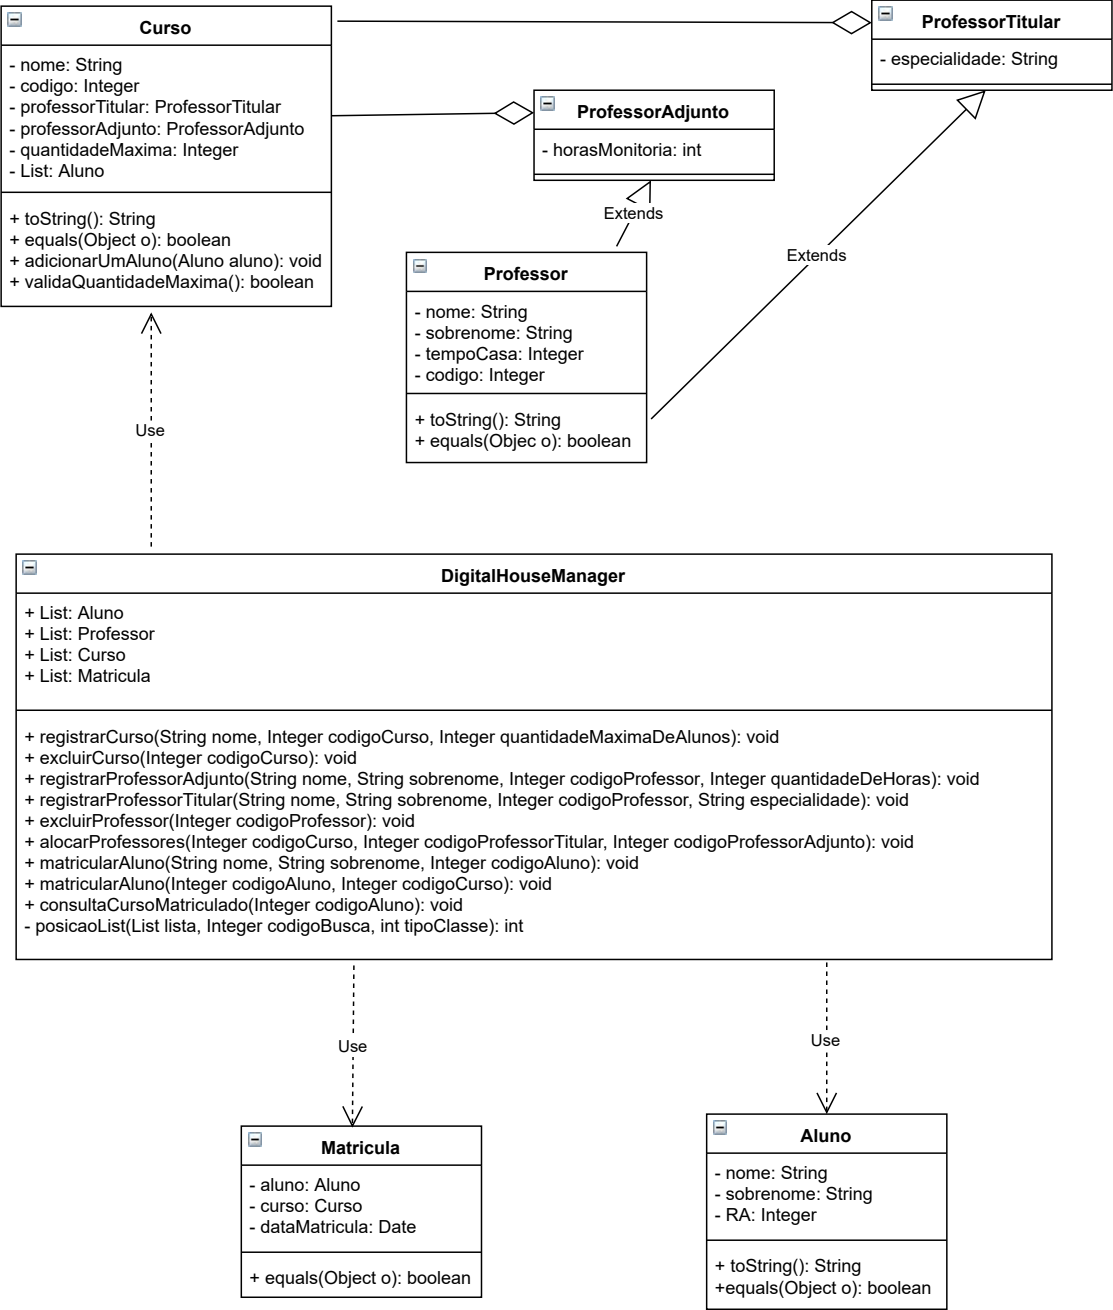 Curso
- nome: String
- codigo: Integer
- professorTitular: ProfessorTitular
- professorAdjunto: ProfessorAdjunto
- quantidadeMaxima: Integer
- List: Aluno
+ toString(): String
+ equals(Object o): boolean
+ adicionarUmAluno(Aluno aluno): void
+ validaQuantidadeMaxima(): boolean
ProfessorTitular
- especialidade: String
ProfessorAdjunto
- horasMonitoria: int
Extends
Extends
Professor
- nome: String
- sobrenome: String
- tempoCasa: Integer
- codigo: Integer
+ toString(): String
+ equals(Objec o): boolean
Use
DigitalHouseManager
+ List: Aluno
+ List: Professor
+ List: Curso
+ List: Matricula
+ registrarCurso(String nome, Integer codigoCurso, Integer quantidadeMaximaDeAlunos): void
+ excluirCurso(Integer codigoCurso): void
+ registrarProfessorAdjunto(String nome, String sobrenome, Integer codigoProfessor, Integer quantidadeDeHoras): void
+ registrarProfessorTitular(String nome, String sobrenome, Integer codigoProfessor, String especialidade): void
+ excluirProfessor(Integer codigoProfessor): void
+ alocarProfessores(Integer codigoCurso, Integer codigoProfessorTitular, Integer codigoProfessorAdjunto): void
+ matricularAluno(String nome, String sobrenome, Integer codigoAluno): void
+ matricularAluno(Integer codigoAluno, Integer codigoCurso): void
+ consultaCursoMatriculado(Integer codigoAluno): void
- posicaoList(List lista, Integer codigoBusca, int tipoClasse): int
Use
Use
Matricula
- aluno: Aluno
- curso: Curso
- dataMatricula: Date
+ equals(Object o): boolean
Aluno
- nome: String
- sobrenome: String
- RA: Integer
+ toString(): String
+equals(Object o): boolean